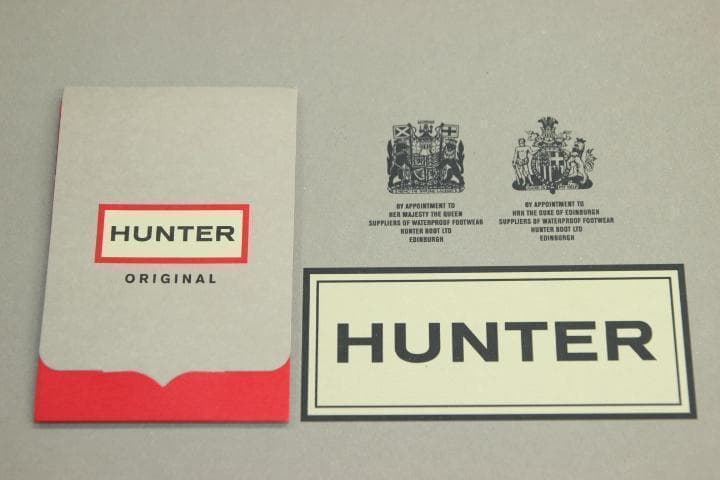 HUNTER
ORIGINAL
BY APPOINTMENT TO
HER MAJESTY THE QUEEN
SUPPLIERS OF WATERPROOF FOOTWEAR
HUNTER BOOT LTD
EDINBURGH
BY APPOINTMENT TO
HRH THE DUKE OF EDINBURGH
SUPPLIERS OF WATERPROOF FOOTWEAR
HUNTER BOOT LTD
EDINBURGH
HUNTER